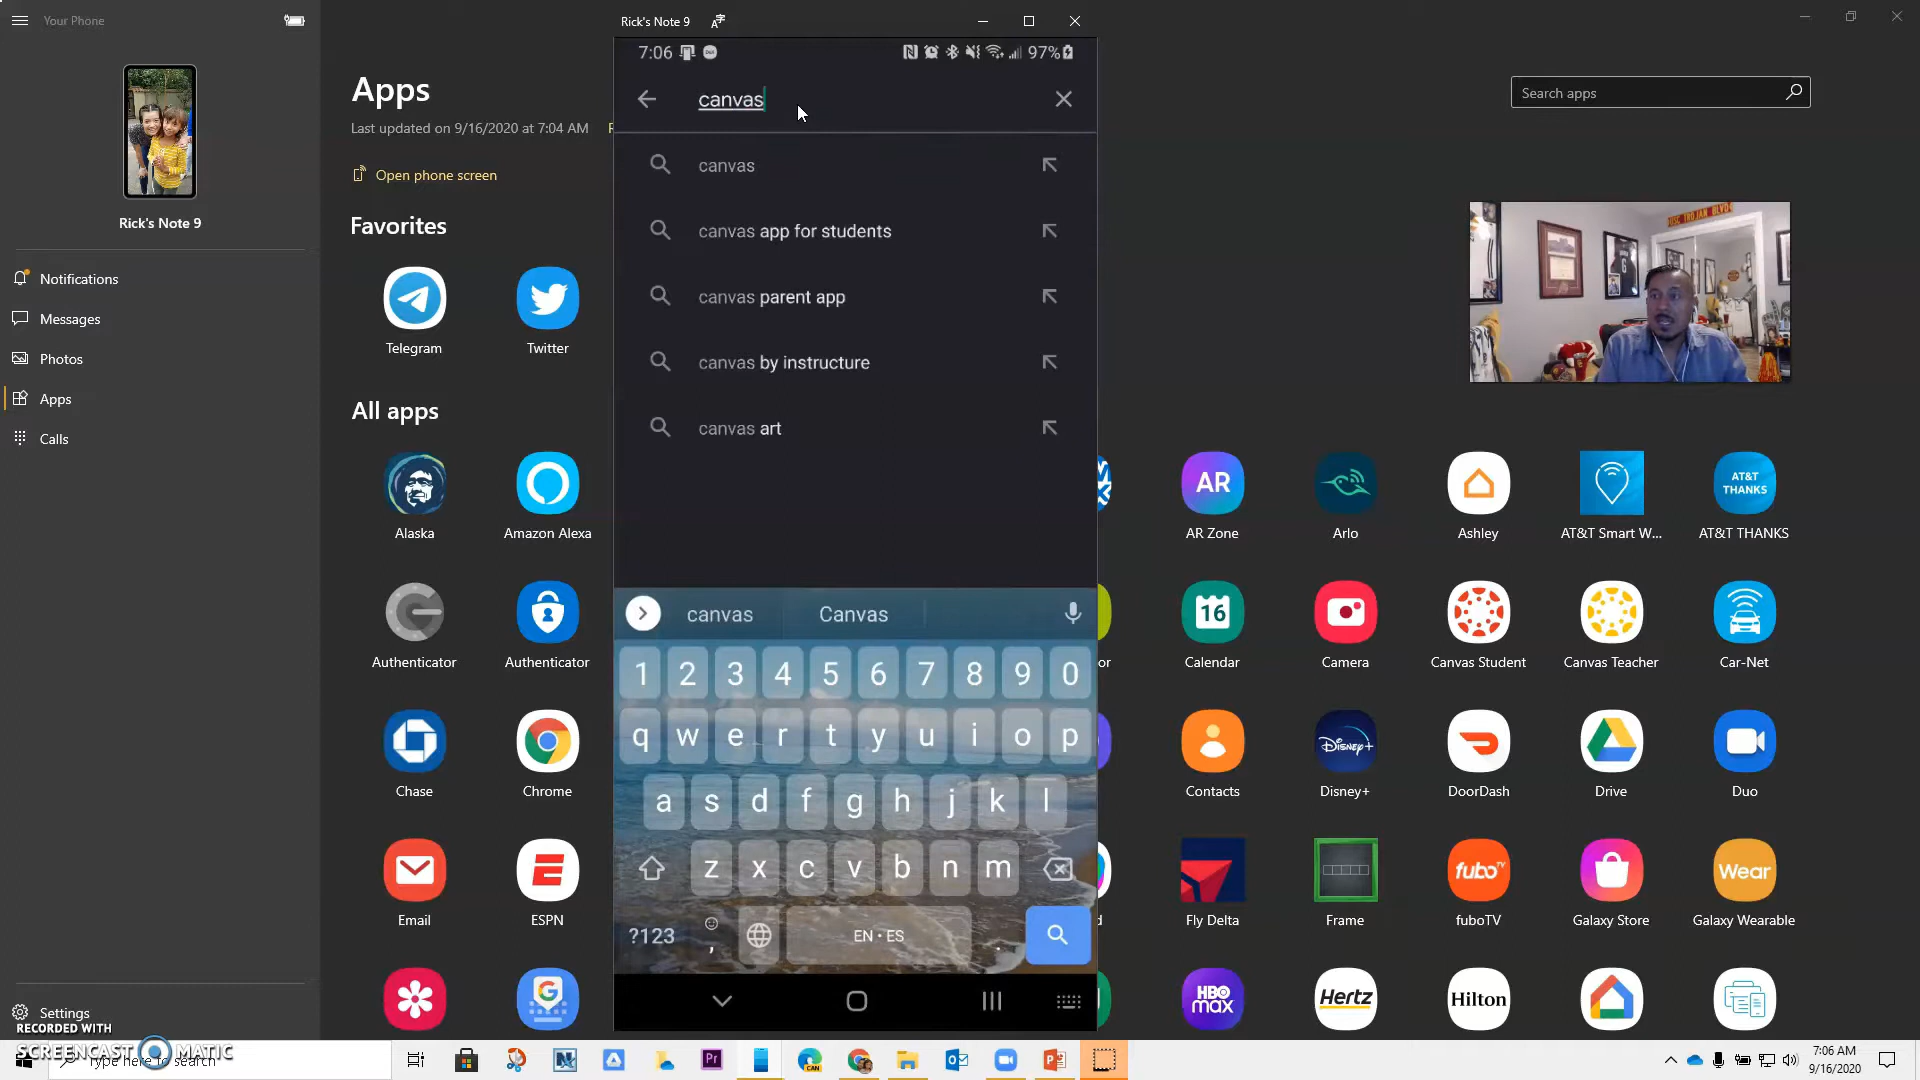 Your Phone
Rick's Note 9
Notifications
Messages
Photos
Apps
Calls
Settings
RECORDED WITH
SCREENCAST MATIC
Type here to search
Apps
Last updated on 9/16/2020 at 7:04 AM
Open phone screen
Search apps
Favorites
Telegram
Twitter
All apps
Alaska
Amazon Alexa
AR
AR Zone
Arlo
Ashley
AT&T Smart W...
AT&T THANKS
AT&T THANKS
Authenticator
Authenticator
or
16
Calendar
Camera
Canvas Student
Canvas Teacher
Car-Net
Chase
Chrome
Contacts
Disney+
Disney+
DoorDash
Drive
Duo
Email
ESPN
d
Fly Delta
Frame
fuboTV
fuboTV
Galaxy Store
Wear
Galaxy Wearable
G
HBO max
Hertz
Hilton
Rick's Note 9
7:06
97%
canvas
canvas
canvas app for students
canvas parent app
canvas by instructure
canvas art
canvas Canvas
1 2 3 4 5 6 7 8 9 0
q w e r t y u i o p
a s d f g h j k l
z x c v b n m
?123 , EN • ES .
Pr
CAN
7:06 AM
9/16/2020